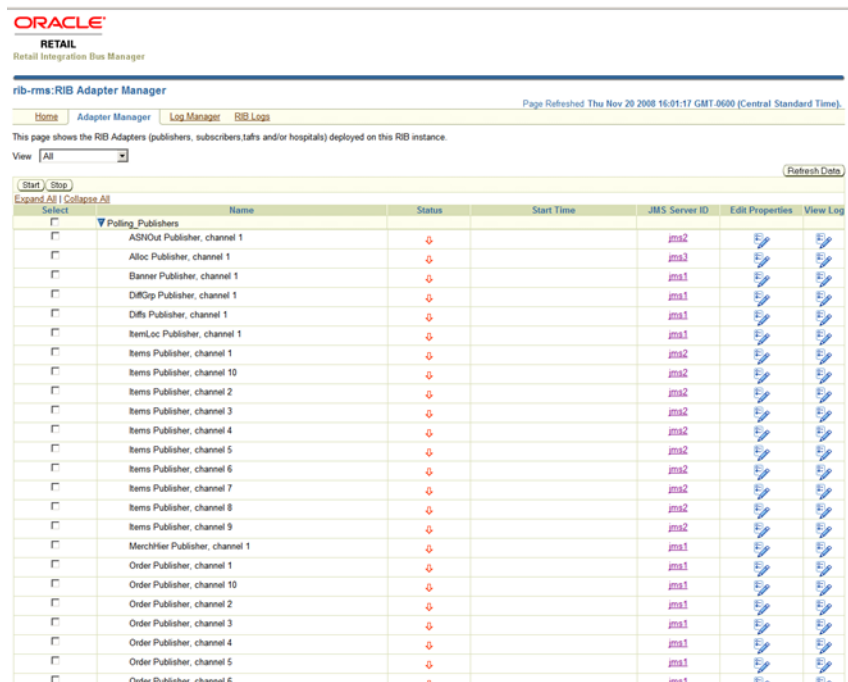 ORACLE®
RETAIL
Retail Integration Bus Manager
rib-rms:RIB Adapter Manager
Page Refreshed Thu Nov 20 2008 16:01:17 GMT-0600 (Central Standard Time).
Home Adapter Manager Log Manager RIB Logs
This page shows the RIB Adapters (publishers, subscribers,tafrs and/or hospitals) deployed on this RIB instance.
View All
Refresh Data
Start Stop
Expand All | Collapse All
Select Name Status Start Time JMS Server ID Edit Properties View Log
Polling_Publishers
ASNOut Publisher, channel 1 jms2
Alloc Publisher, channel 1 jms3
Banner Publisher, channel 1 jms1
DiffGrp Publisher, channel 1 jms1
Diffs Publisher, channel 1 jms1
ItemLoc Publisher, channel 1 jms1
Items Publisher, channel 1 jms2
Items Publisher, channel 10 jms2
Items Publisher, channel 2 jms2
Items Publisher, channel 3 jms2
Items Publisher, channel 4 jms2
Items Publisher, channel 5 jms2
Items Publisher, channel 6 jms2
Items Publisher, channel 7 jms2
Items Publisher, channel 8 jms2
Items Publisher, channel 9 jms2
MerchHier Publisher, channel 1 jms1
Order Publisher, channel 1 jms1
Order Publisher, channel 10 jms1
Order Publisher, channel 2 jms1
Order Publisher, channel 3 jms1
Order Publisher, channel 4 jms1
Order Publisher, channel 5 jms1
Order Publisher, channel 6 jms1